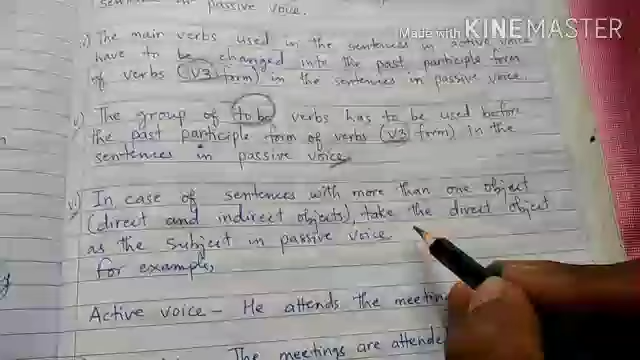 sentence in passive voice.
Made with KINEMASTER
The main verbs used in the sentences in active voice
have to be changed into the past participle form
of verbs (V3 form) in the sentences in passive voice.
v) The group of to be verbs has to be used before
the past participle form of verbs (V3 form) in the
sentences in passive voice.
vi) In case of sentences with more than one object
(direct and indirect objects), take the direct object
as the subject in passive voice.
for example,
Active voice - He attends the meetin
The meetings are attended